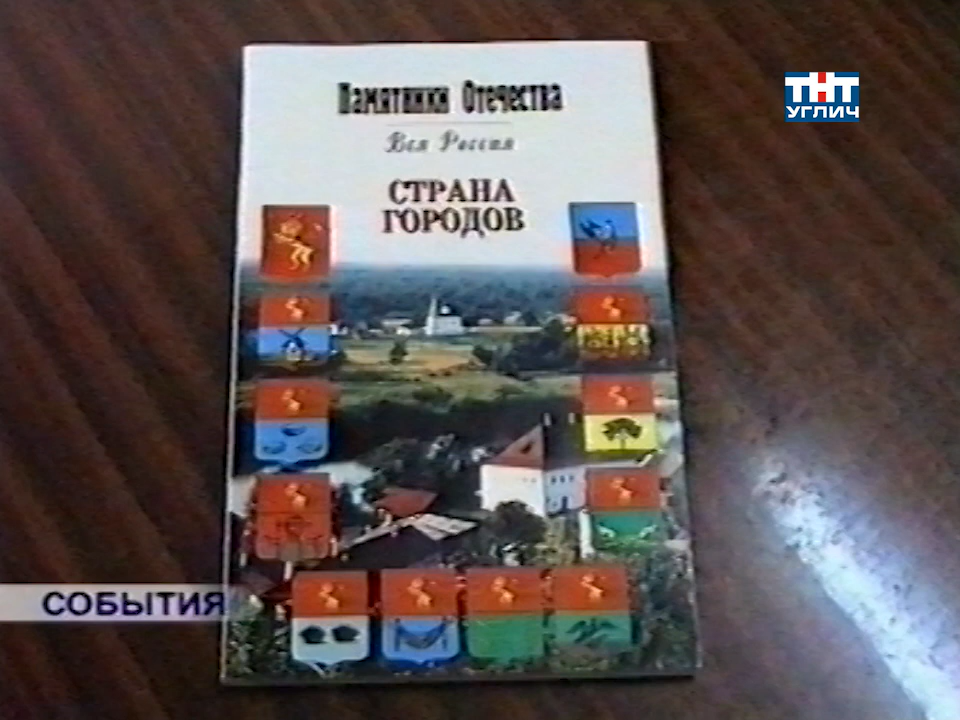 ТНТ
УГЛИЧ
Памятники Отечества
Вся Россия
СТРАНА
ГОРОДОВ
СОБЫТИЯ